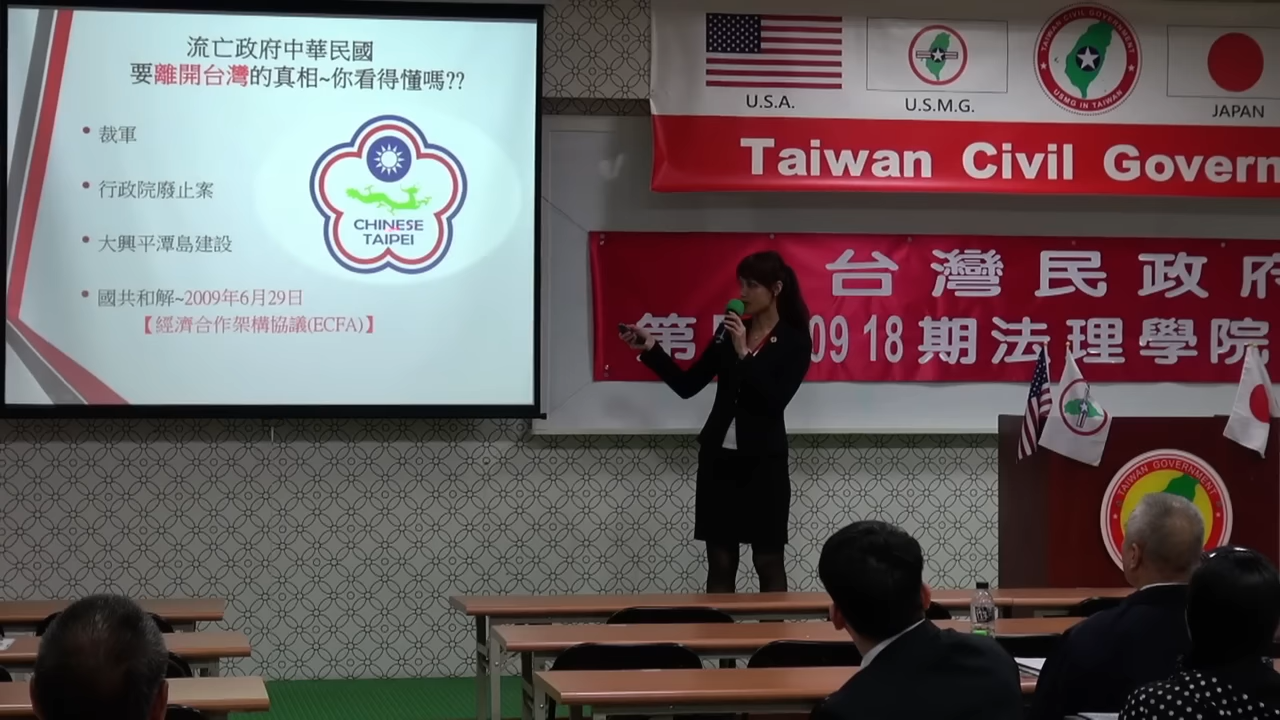 流亡政府中華民國
要離開台灣的真相~你看得懂嗎??
• 裁軍
• 行政院廢止案
• 大興平潭島建設
• 國共和解~2009年6月29日
【經濟合作架構協議(ECFA)】
CHINESE
TAIPEI
U.S.A.
U.S.M.G.
TAIWAN CIVIL GOVERNMENT
USMG IN TAIWAN
JAPAN
Taiwan Civil Govern
台灣民政府
第 09 18 期法理學院
TAIWAN GOVERNMENT